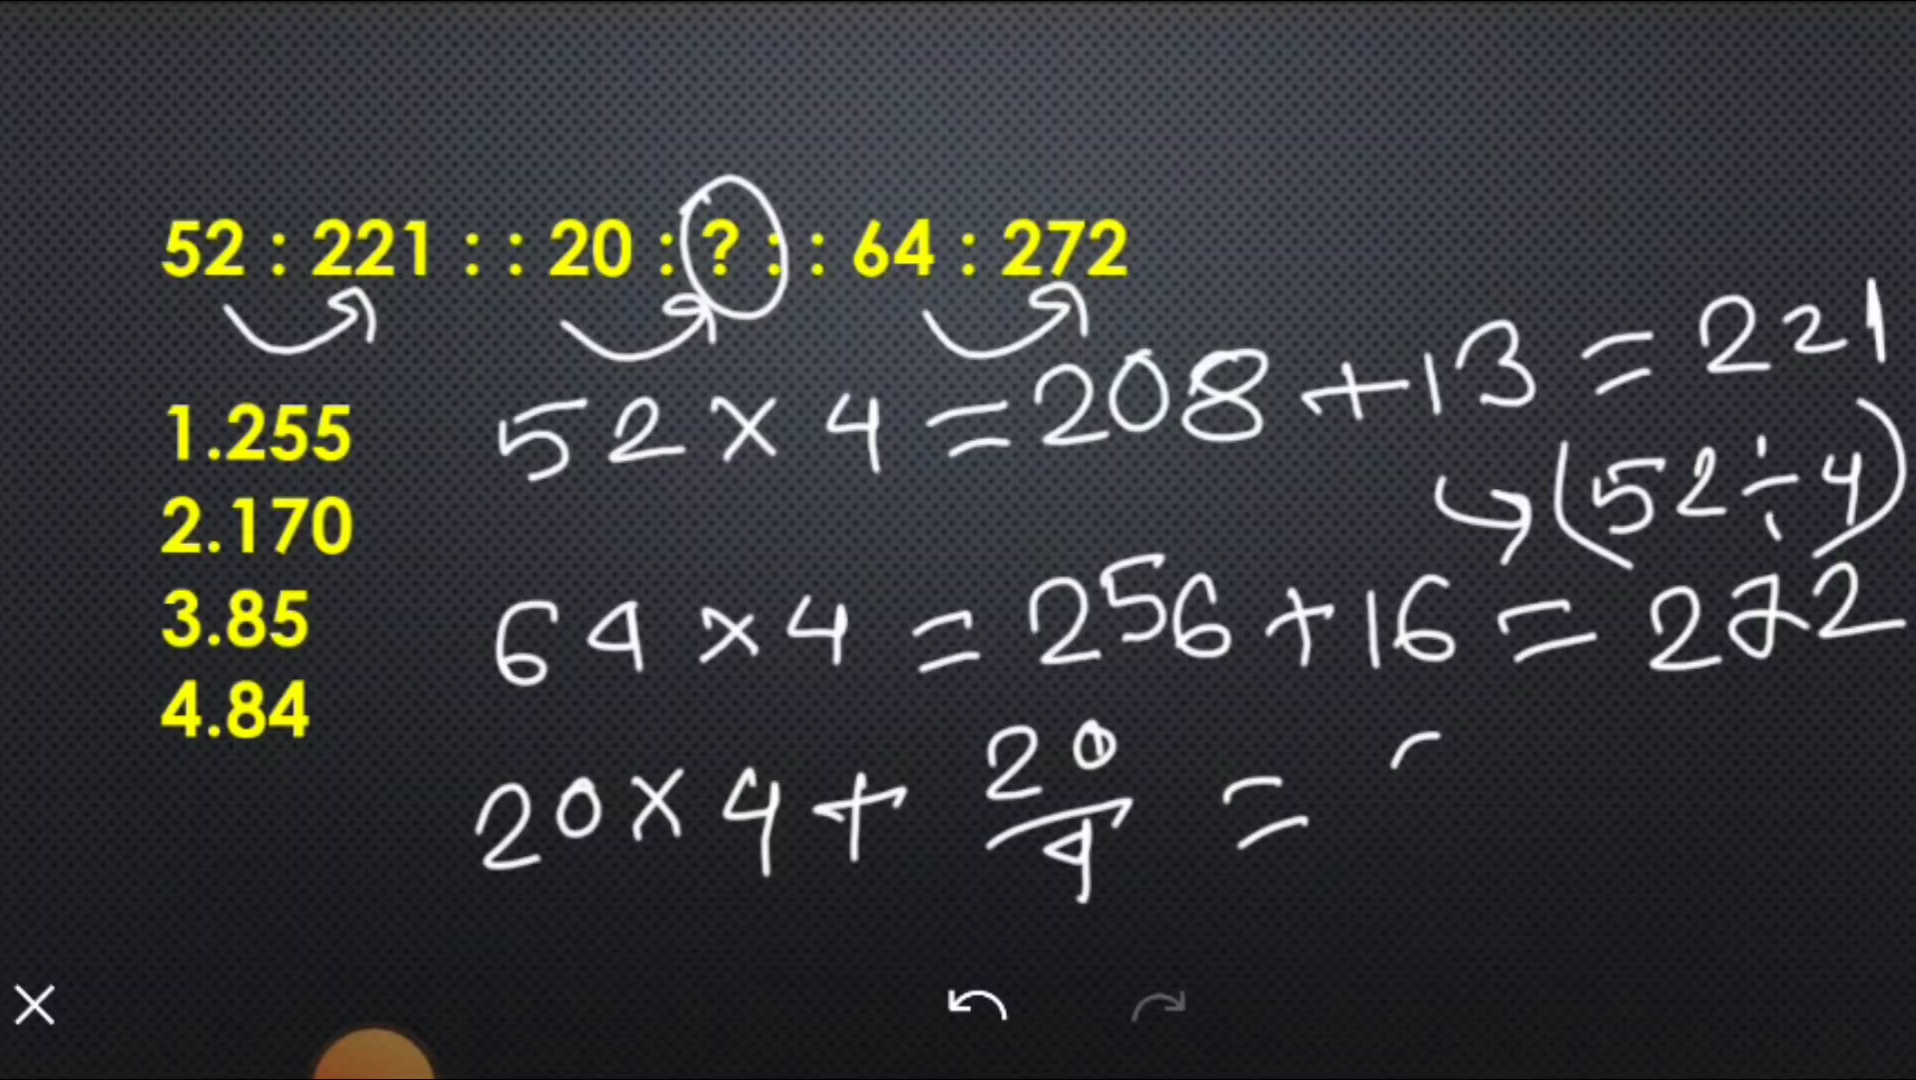 52 : 221 : : 20 : ? : : 64 : 272
1.255
2.170
3.85
4.84
52 × 4 = 208 + 13 = 221
(52 ÷ 4)
64 × 4 = 256 + 16 = 272
20 × 4 + 20/4 =